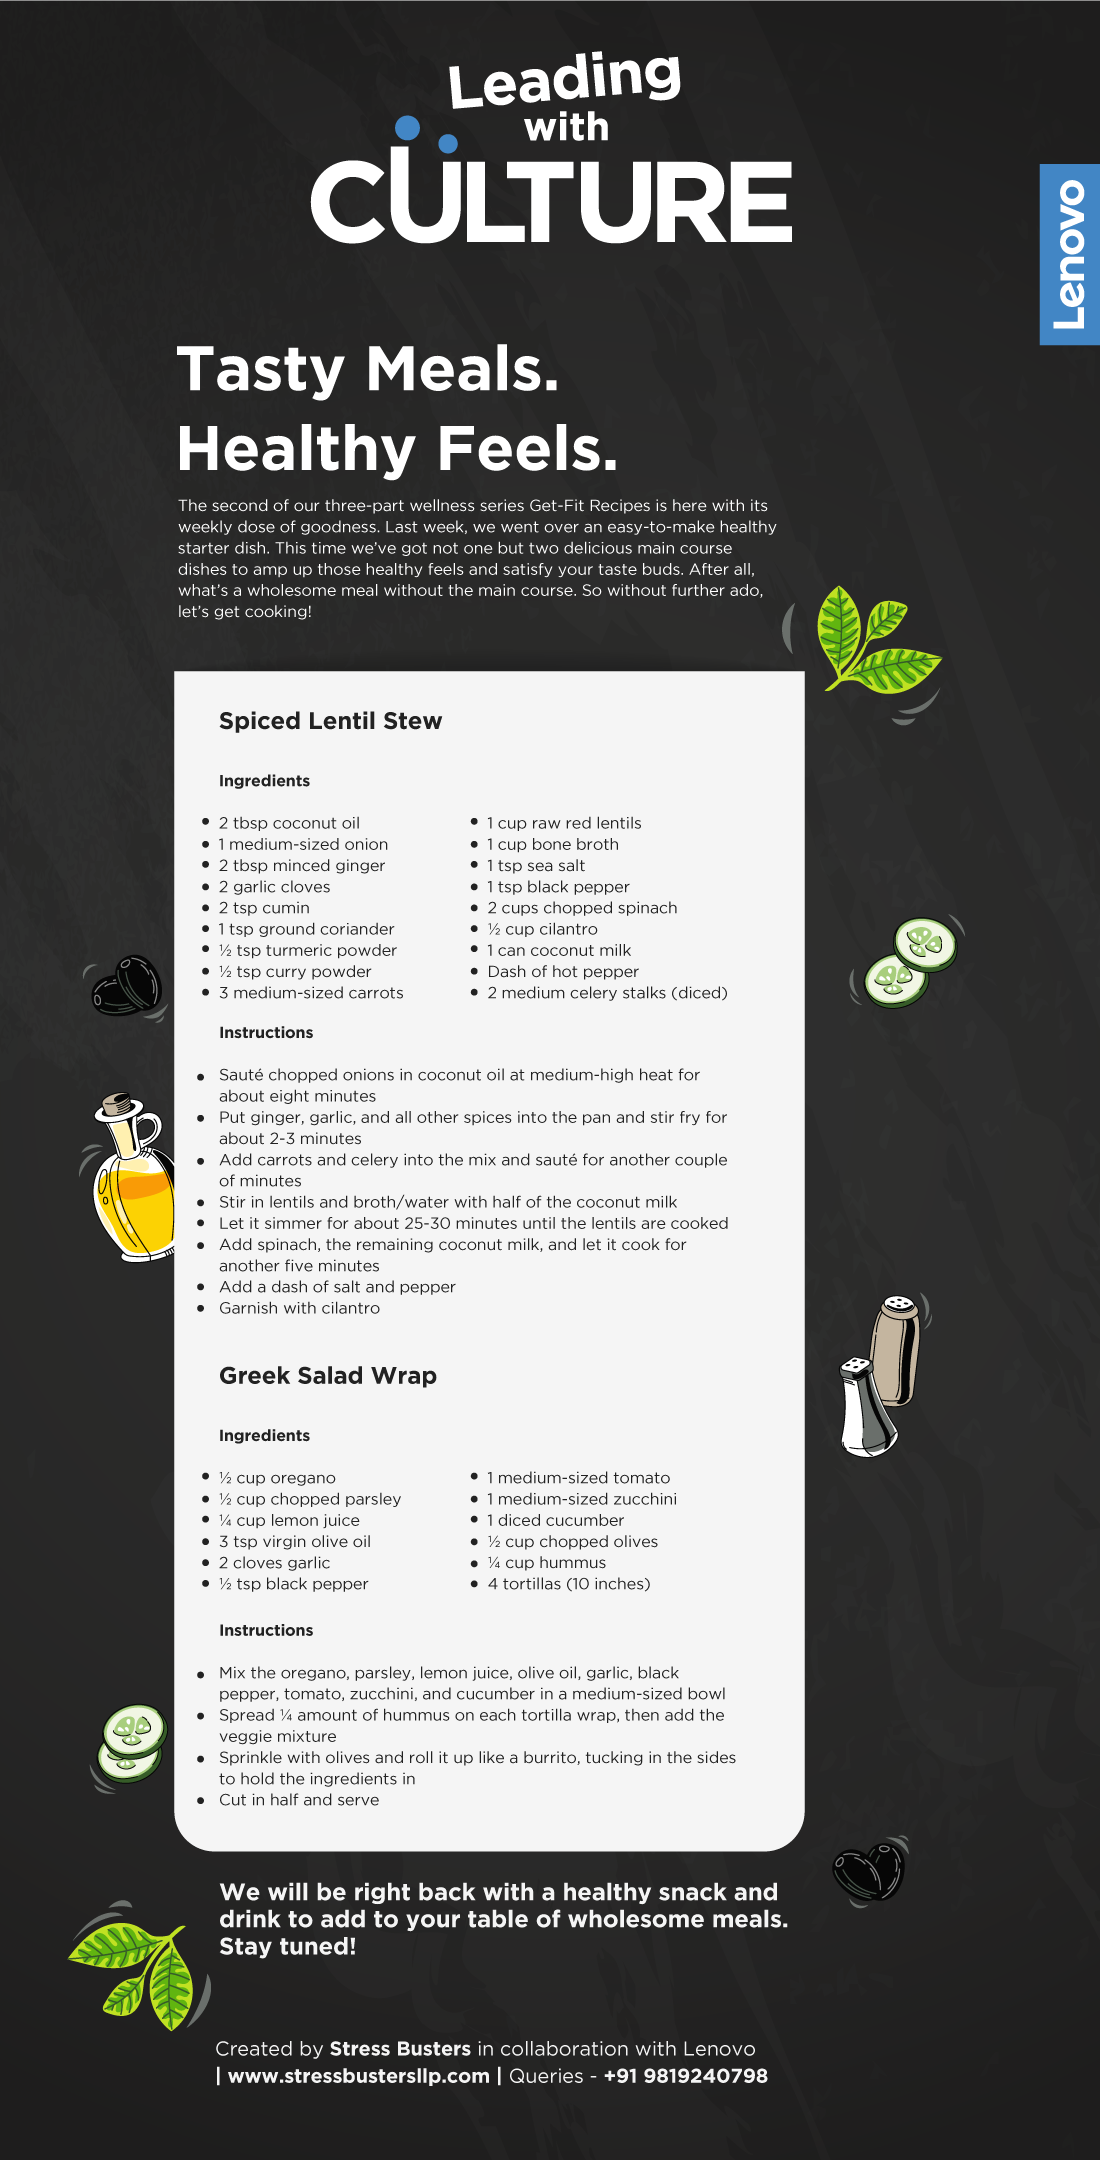 Leading
with
CULTURE
Lenovo
Tasty Meals.
Healthy Feels.
The second of our three-part wellness series Get-Fit Recipes is here with its
weekly dose of goodness. Last week, we went over an easy-to-make healthy
starter dish. This time we've got not one but two delicious main course
dishes to amp up those healthy feels and satisfy your taste buds. After all,
what's a wholesome meal without the main course. So without further ado,
let's get cooking!
Spiced Lentil Stew
Ingredients
• 2 tbsp coconut oil
• 1 medium-sized onion
• 2 tbsp minced ginger
• 2 garlic cloves
• 2 tsp cumin
• 1 tsp ground coriander
• ½ tsp turmeric powder
• ½ tsp curry powder
• 3 medium-sized carrots
• 1 cup raw red lentils
• 1 cup bone broth
• 1 tsp sea salt
• 1 tsp black pepper
• 2 cups chopped spinach
• ½ cup cilantro
• 1 can coconut milk
• Dash of hot pepper
• 2 medium celery stalks (diced)
Instructions
• Sauté chopped onions in coconut oil at medium-high heat for
about eight minutes
• Put ginger, garlic, and all other spices into the pan and stir fry for
about 2-3 minutes
• Add carrots and celery into the mix and sauté for another couple
of minutes
• Stir in lentils and broth/water with half of the coconut milk
• Let it simmer for about 25-30 minutes until the lentils are cooked
• Add spinach, the remaining coconut milk, and let it cook for
another five minutes
• Add a dash of salt and pepper
• Garnish with cilantro
Greek Salad Wrap
Ingredients
• ½ cup oregano
• ½ cup chopped parsley
• ¼ cup lemon juice
• 3 tsp virgin olive oil
• 2 cloves garlic
• ½ tsp black pepper
• 1 medium-sized tomato
• 1 medium-sized zucchini
• 1 diced cucumber
• ½ cup chopped olives
• ¼ cup hummus
• 4 tortillas (10 inches)
Instructions
• Mix the oregano, parsley, lemon juice, olive oil, garlic, black
pepper, tomato, zucchini, and cucumber in a medium-sized bowl
• Spread ¼ amount of hummus on each tortilla wrap, then add the
veggie mixture
• Sprinkle with olives and roll it up like a burrito, tucking in the sides
to hold the ingredients in
• Cut in half and serve
We will be right back with a healthy snack and
drink to add to your table of wholesome meals.
Stay tuned!
Created by Stress Busters in collaboration with Lenovo
| www.stressbustersllp.com | Queries - +91 9819240798